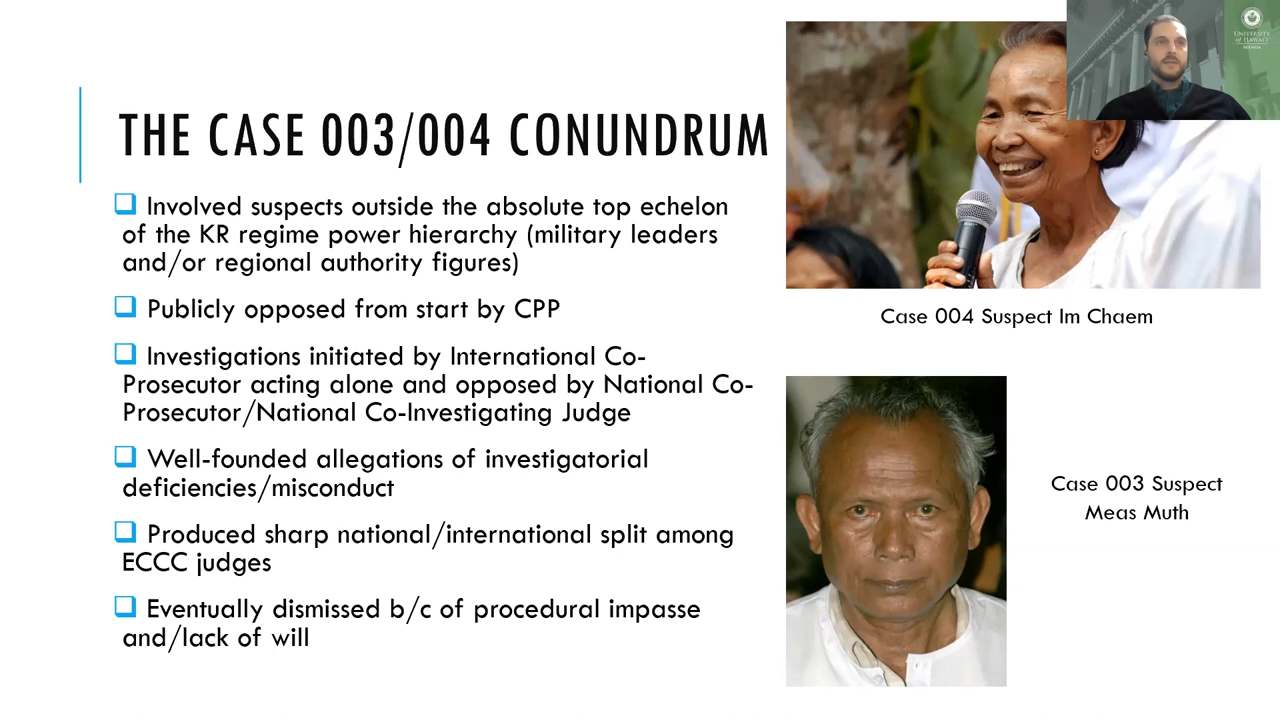 UNIVERSITY
of HAWAI'I
MĀNOA
THE CASE 003/004 CONUNDRUM
Involved suspects outside the absolute top echelon
of the KR regime power hierarchy (military leaders
and/or regional authority figures)
Publicly opposed from start by CPP
Investigations initiated by International Co-
Prosecutor acting alone and opposed by National Co-
Prosecutor/National Co-Investigating Judge
Well-founded allegations of investigatorial
deficiencies/misconduct
Produced sharp national/international split among
ECCC judges
Eventually dismissed b/c of procedural impasse
and/lack of will
Case 004 Suspect Im Chaem
Case 003 Suspect
Meas Muth